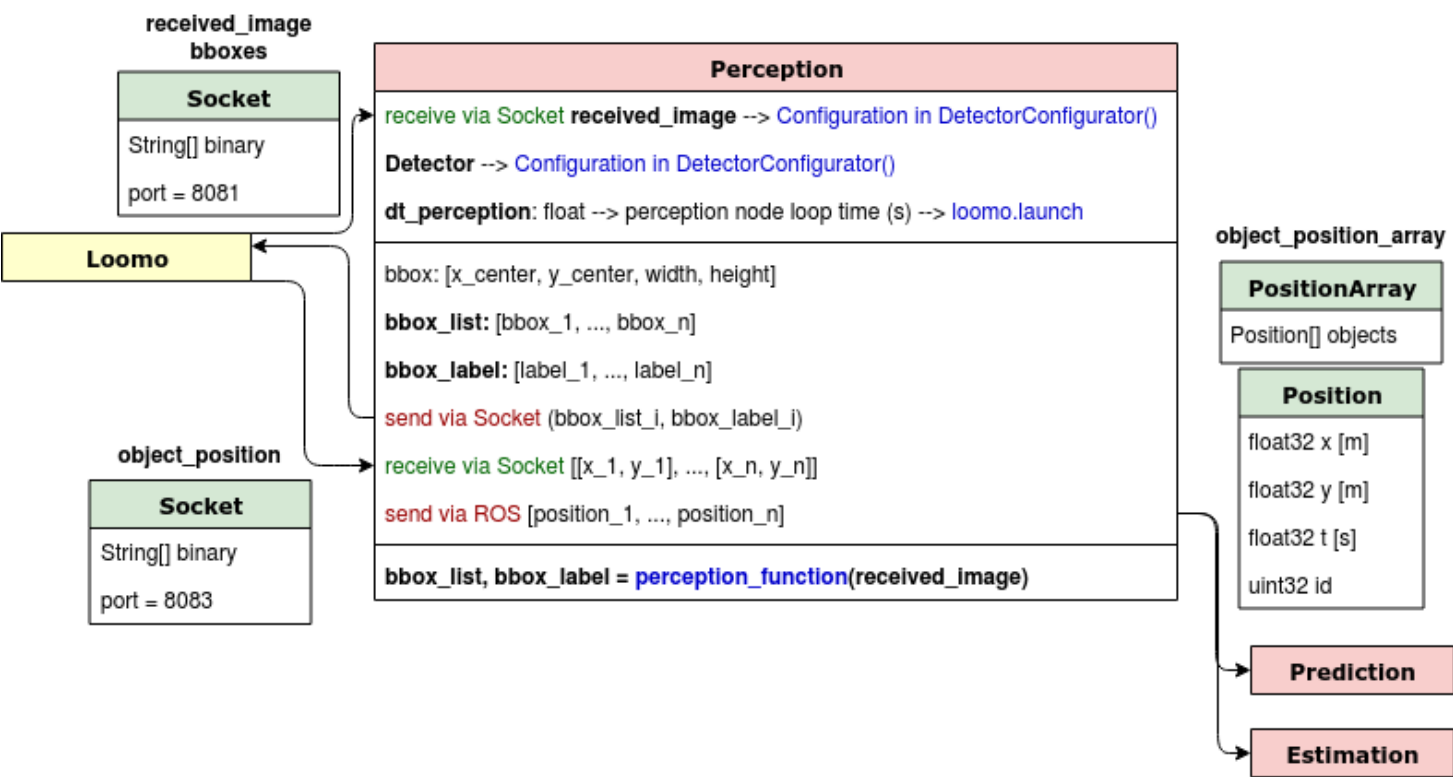 received_image
bboxes
Socket
String[] binary
port = 8081
Loomo
object_position
Socket
String[] binary
port = 8083
Perception
receive via Socket received_image --> Configuration in DetectorConfigurator()
Detector --> Configuration in DetectorConfigurator()
dt_perception: float --> perception node loop time (s) --> loomo.launch
bbox: [x_center, y_center, width, height]
bbox_list: [bbox_1, ..., bbox_n]
bbox_label: [label_1, ..., label_n]
send via Socket (bbox_list_i, bbox_label_i)
receive via Socket [[x_1, y_1], ..., [x_n, y_n]]
send via ROS [position_1, ..., position_n]
bbox_list, bbox_label = perception_function(received_image)
object_position_array
PositionArray
Position[] objects
Position
float32 x [m]
float32 y [m]
float32 t [s]
uint32 id
Prediction
Estimation